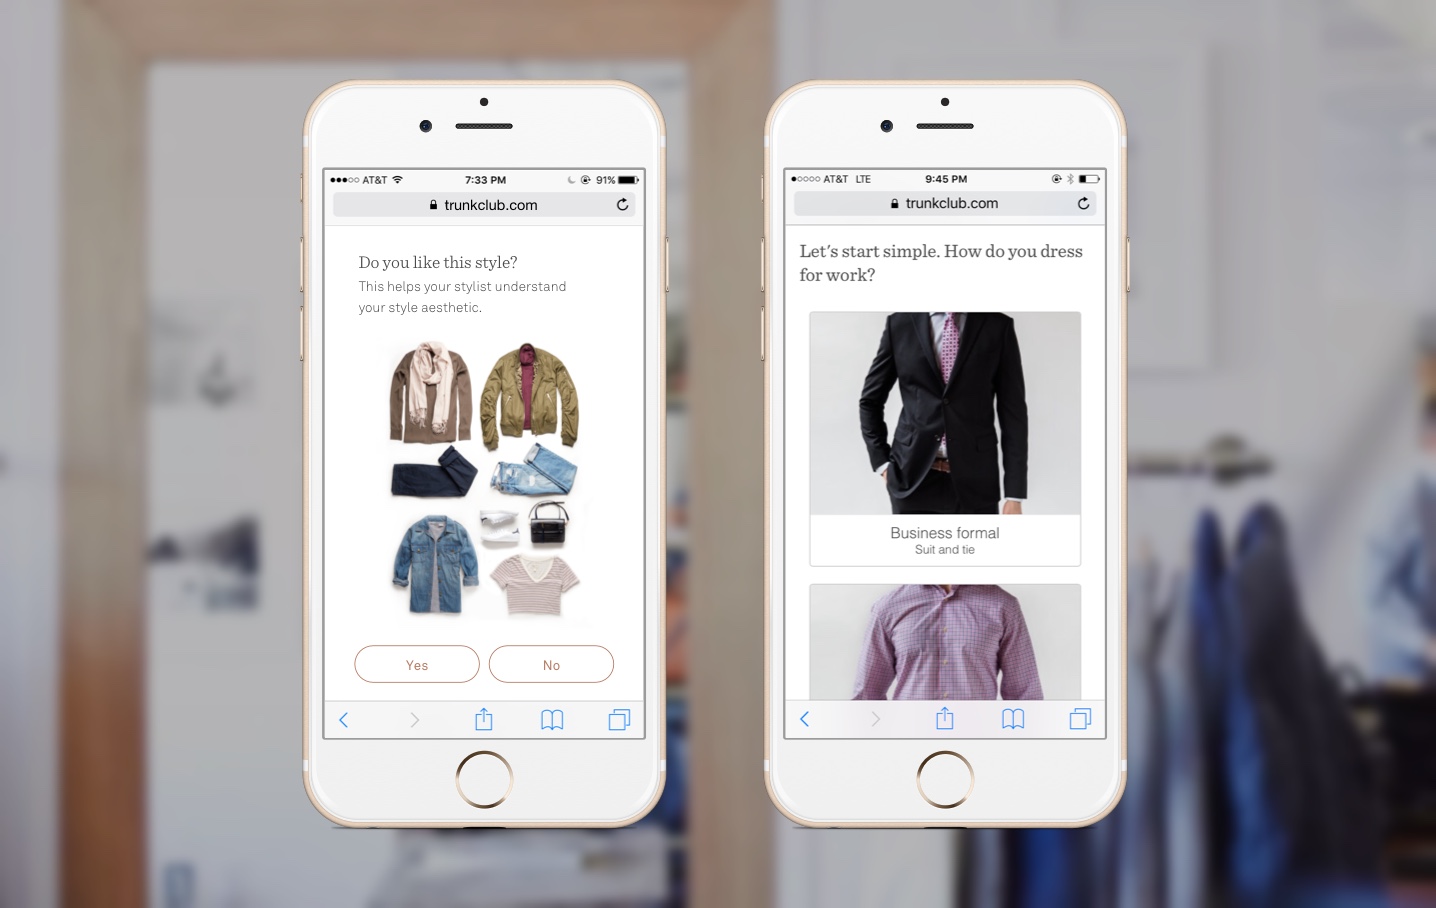 AT&T 7:33 PM 91%
trunkclub.com
Do you like this style?
This helps your stylist understand
your style aesthetic.
Yes No
AT&T LTE 9:45 PM
trunkclub.com
Let's start simple. How do you dress
for work?
Business formal
Suit and tie